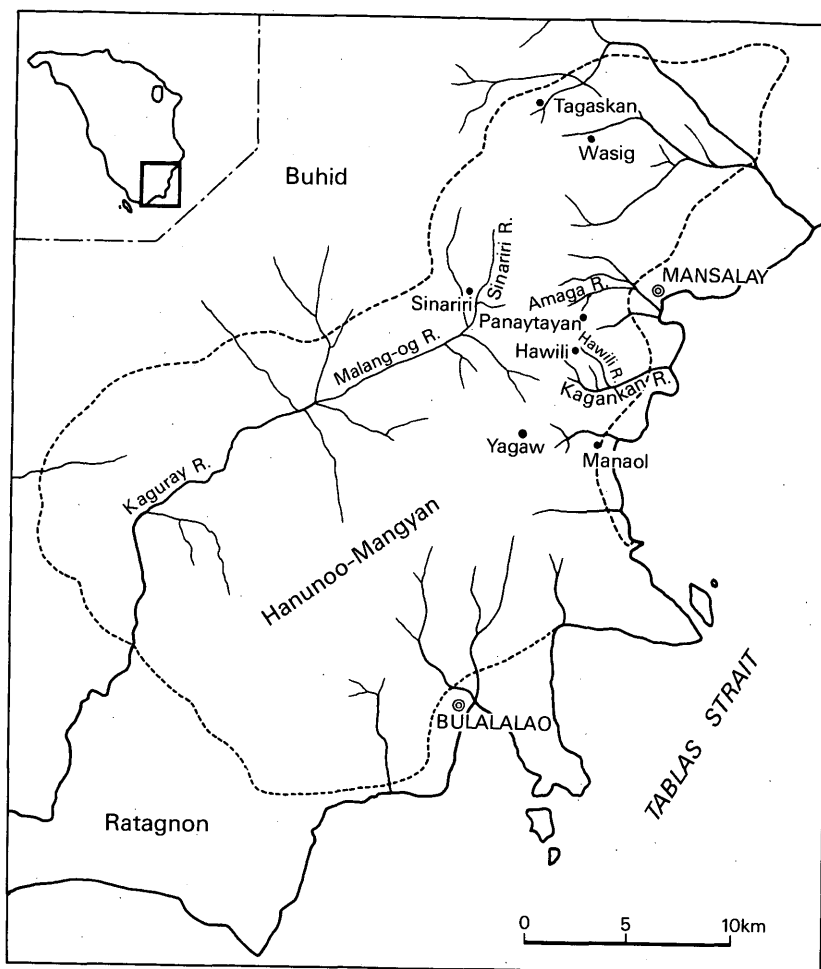 Tagaskan
Wasig
Buhid
Sinariri R.
MANSALAY
Sinariri
Amaga R.
Panaytayan
Malang-og R.
Hawili
Hawili R.
Kagankan R.
Yagaw
Manaol
Kaguray R.
Hanunoo-Mangyan
BULALALAO
TABLAS STRAIT
Ratagnon
0 5 10km